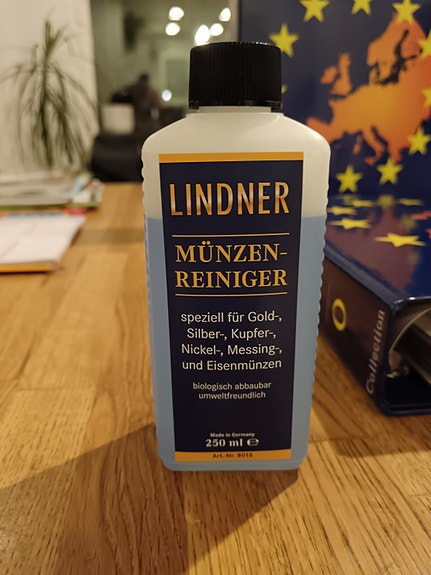 LINDNER
MÜNZEN-
REINIGER
speziell für Gold-,
Silber-, Kupfer-,
Nickel-, Messing-,
und Eisenmünzen
biologisch abbaubar
umweltfreundlich
Made in Germany
250 ml ℮
Art.-Nr. 8016
Collection